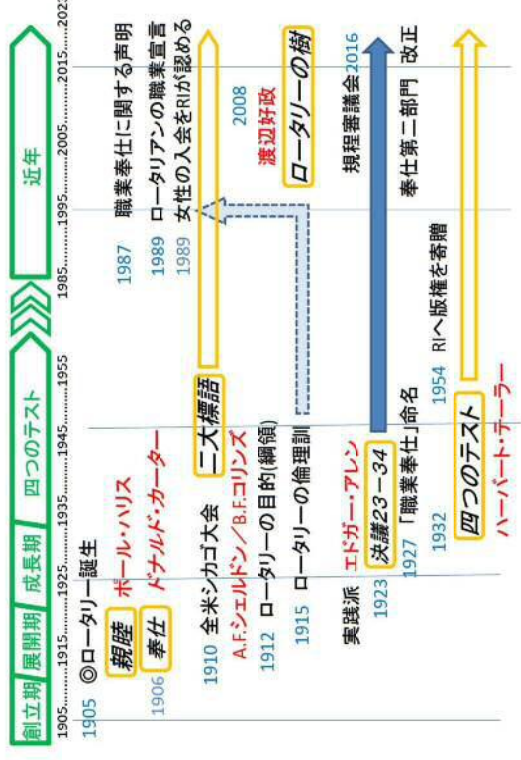 創立期 展開期 成長期 四つのテスト 近年
1905.........1915.........1925.........1935.........1945.........1955 1985.........1995.........2005.........2015.........2023
1905 ◎ロータリー誕生
親睦 ポール・ハリス
1906 奉仕 ドナルド・カーター
1910 全米シカゴ大会 二大標語
A.F.シェルドン／B.F.コリンズ
1912 ロータリーの目的(綱領)
1915 ロータリーの倫理訓
1987 職業奉仕に関する声明
1989 ロータリアンの職業宣言
1989 女性の入会をRIが認める
2008
渡辺好政
ロータリーの樹
実践派 エドガー・アレン
1923 決議23－34
1927 「職業奉仕」命名
規程審議会 2016
奉仕第二部門 改正
1932 1954 RIへ版権を寄贈
四つのテスト
ハーバート・テーラー